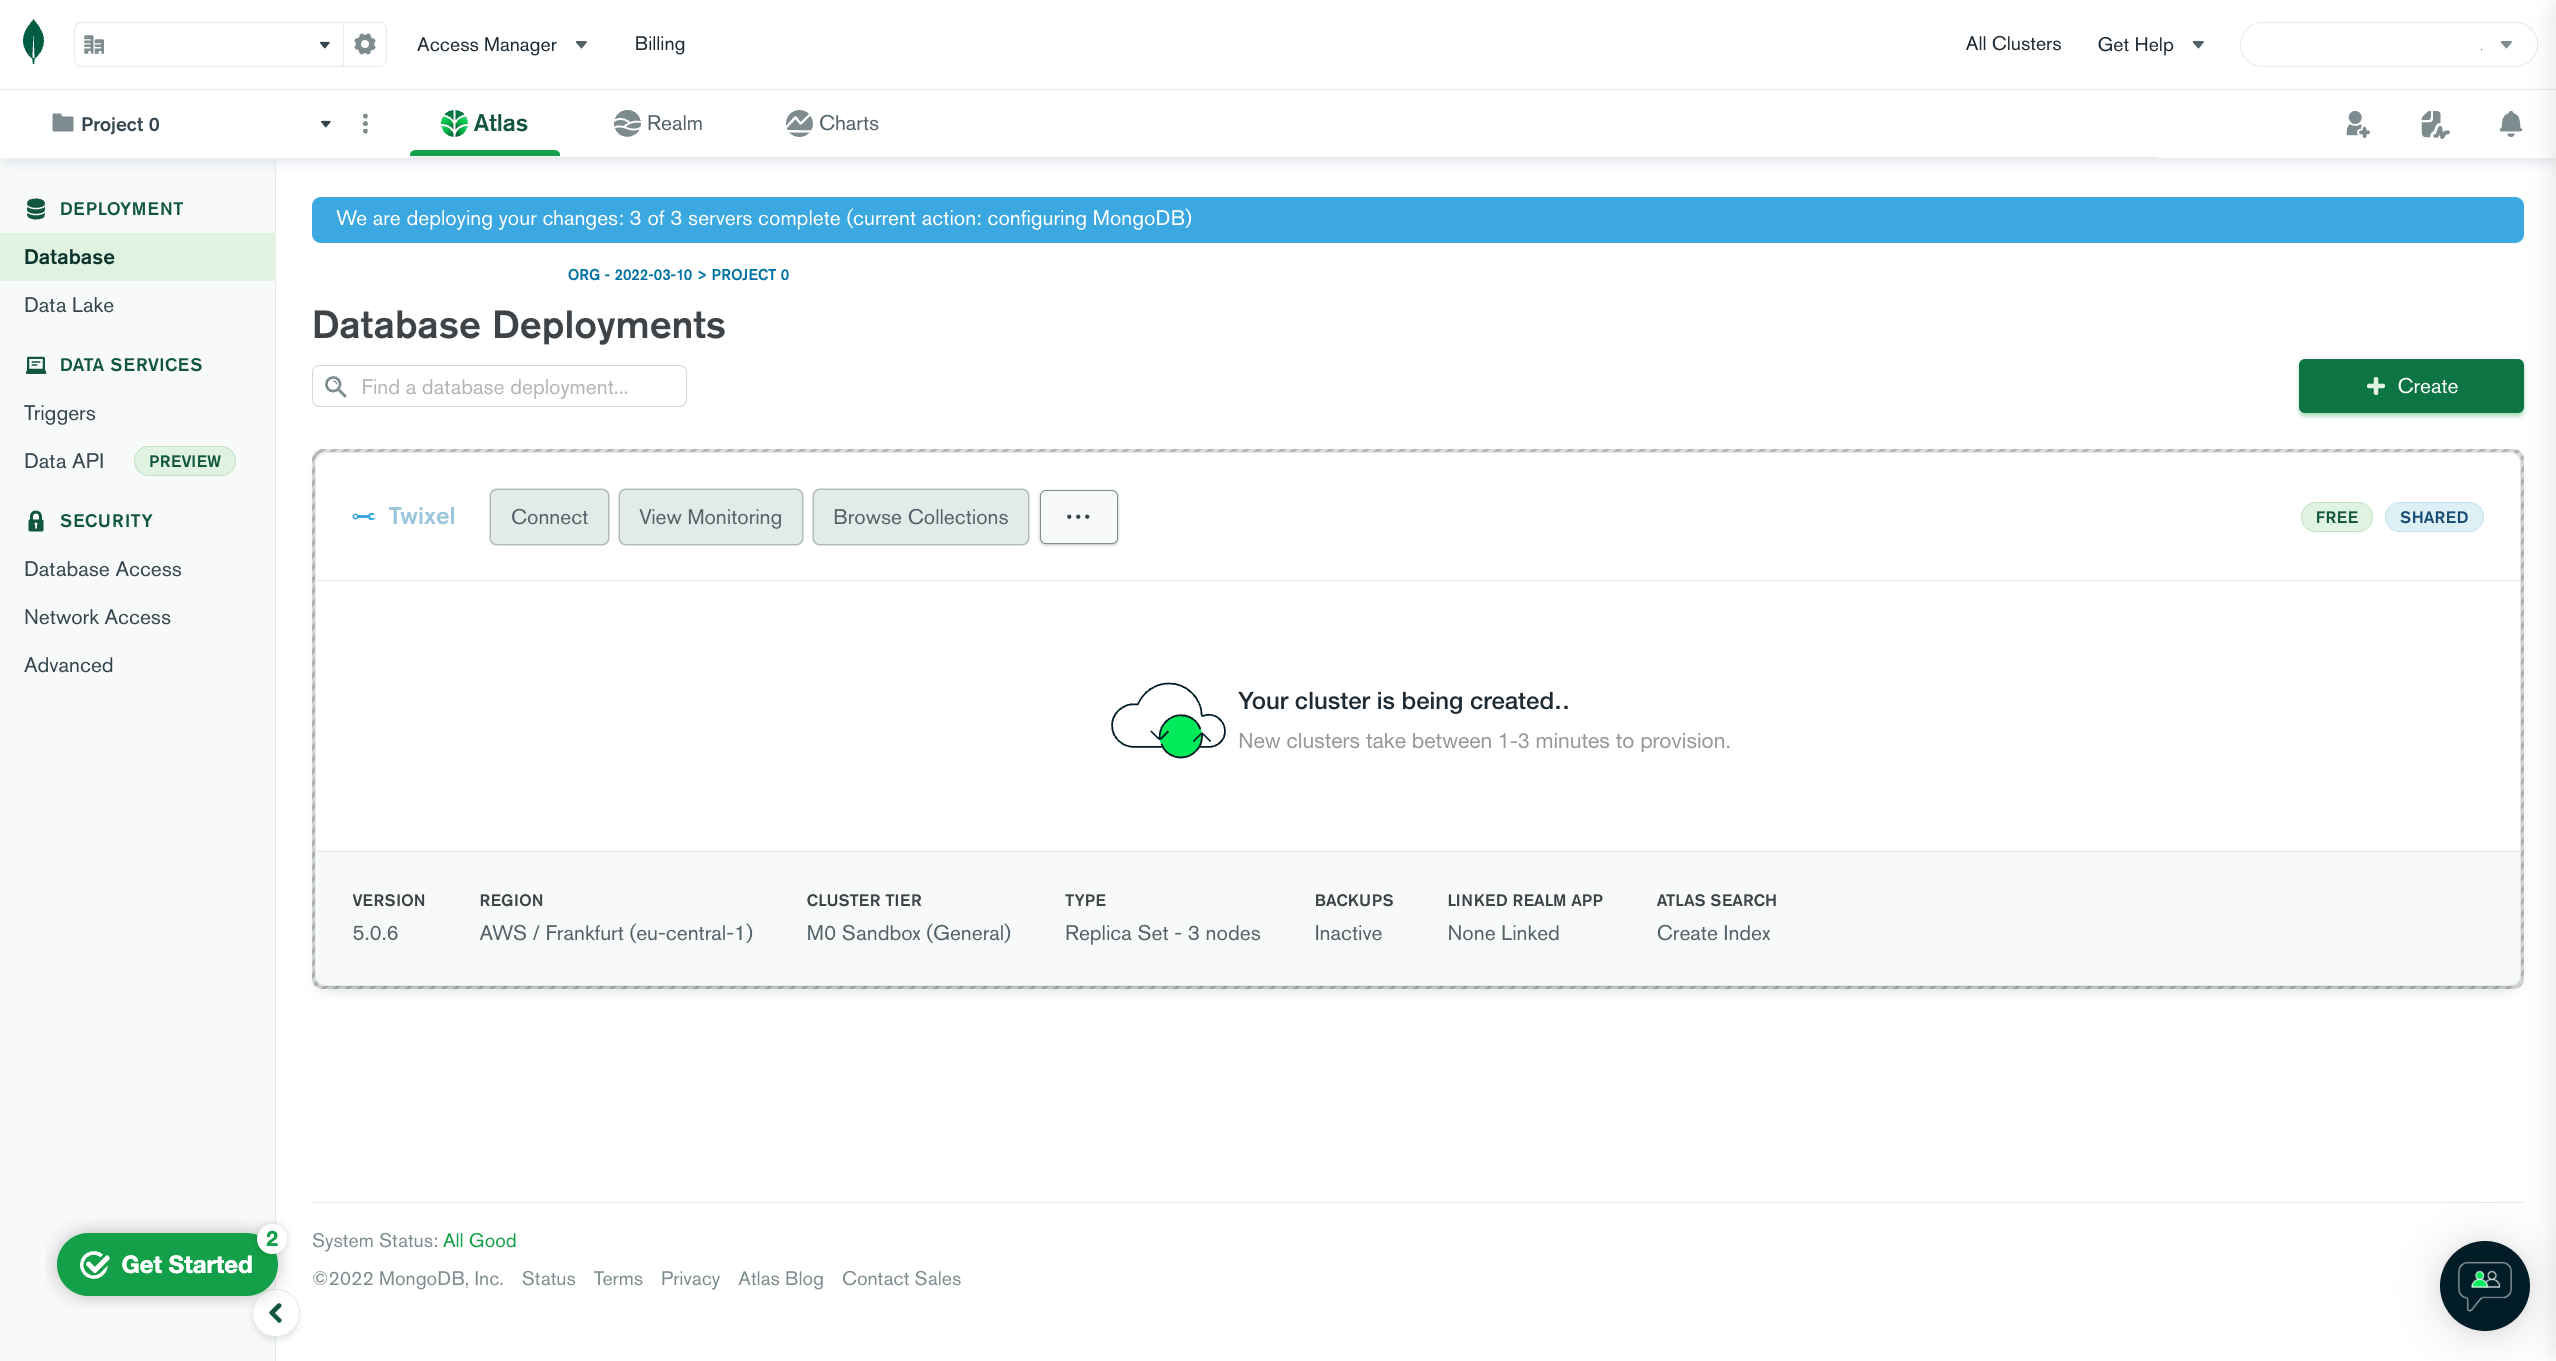 Access Manager
Billing
All Clusters
Get Help
Project 0
Atlas
Realm
Charts
DEPLOYMENT
Database
Data Lake
DATA SERVICES
Triggers
Data API
PREVIEW
SECURITY
Database Access
Network Access
Advanced
We are deploying your changes: 3 of 3 servers complete (current action: configuring MongoDB)
ORG - 2022-03-10 > PROJECT 0
Database Deployments
Find a database deployment...
+ Create
Twixel
Connect
View Monitoring
Browse Collections
...
FREE
SHARED
Your cluster is being created..
New clusters take between 1-3 minutes to provision.
VERSION
5.0.6
REGION
AWS / Frankfurt (eu-central-1)
CLUSTER TIER
M0 Sandbox (General)
TYPE
Replica Set - 3 nodes
BACKUPS
Inactive
LINKED REALM APP
None Linked
ATLAS SEARCH
Create Index
System Status: All Good
©2022 MongoDB, Inc. Status Terms Privacy Atlas Blog Contact Sales
Get Started
2